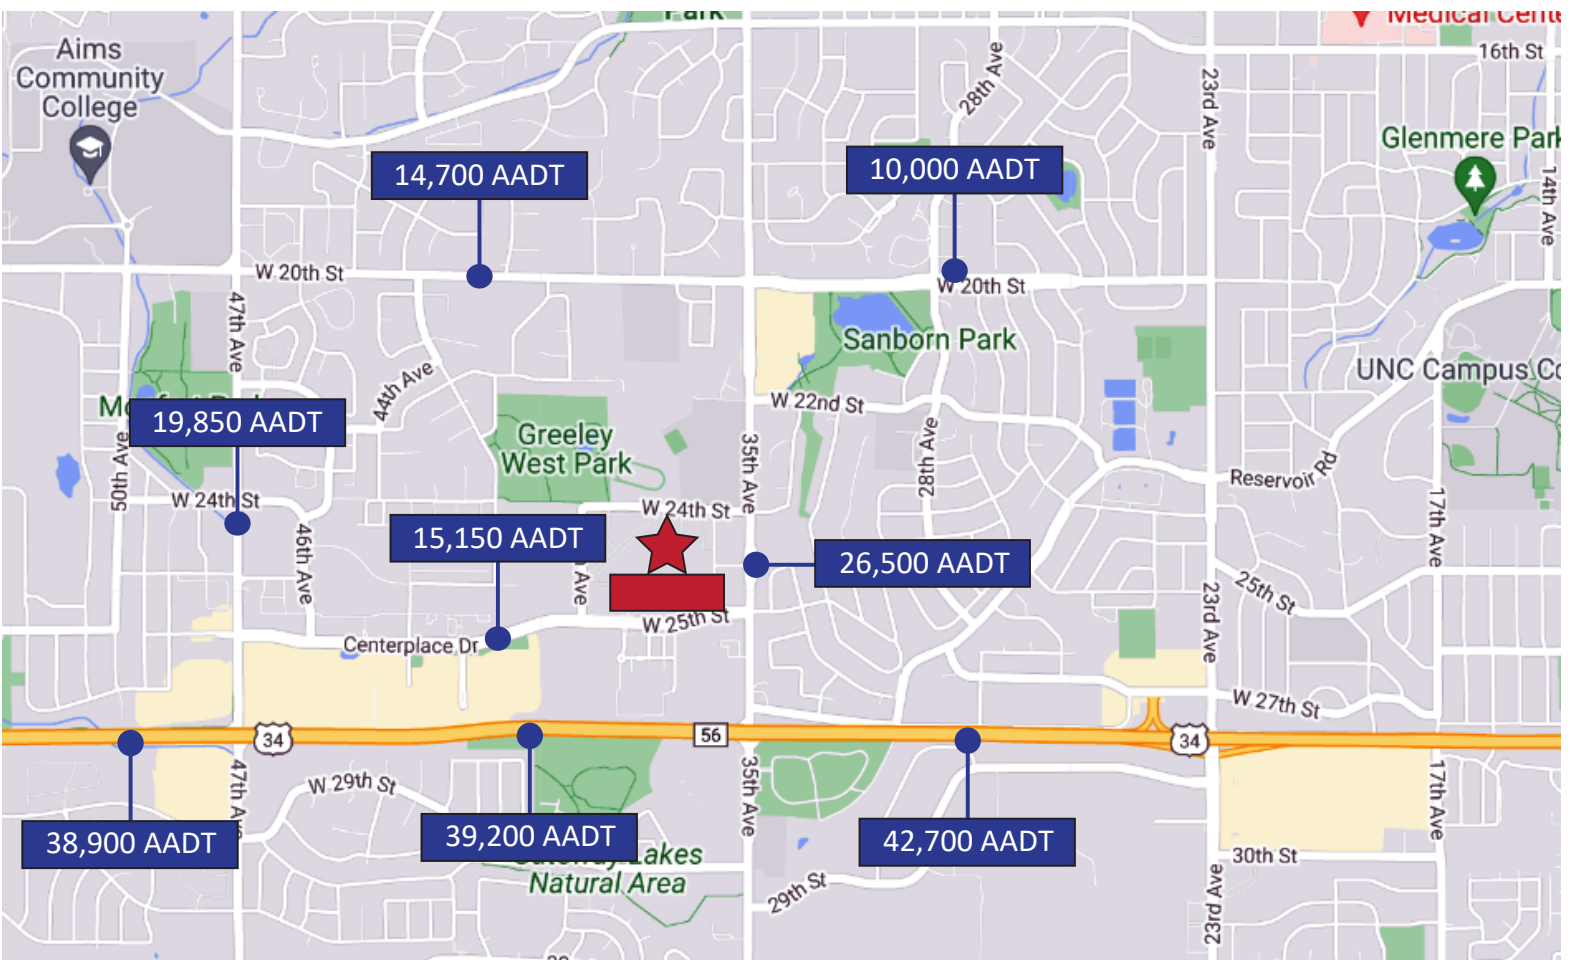 Park
Medical Cente
Aims
Community
College
16th St
28th Ave
23rd Ave
Glenmere Park
14th Ave
14,700 AADT
10,000 AADT
W 20th St
W 20th St
47th Ave
Sanborn Park
44th Ave
UNC Campus Co
W 22nd St
19,850 AADT
Greeley
West Park
50th Ave
35th Ave
28th Ave
Reservoir Rd
W 24th St
W 24th St
17th Ave
46th Ave
15,150 AADT
Ave
26,500 AADT
25th St
23rd Ave
W 25th St
Centerplace Dr
W 27th St
34
56
34
47th Ave
W 29th St
35th Ave
17th Ave
38,900 AADT
39,200 AADT
42,700 AADT
Lakes
Natural Area
30th St
29th St
23rd Ave